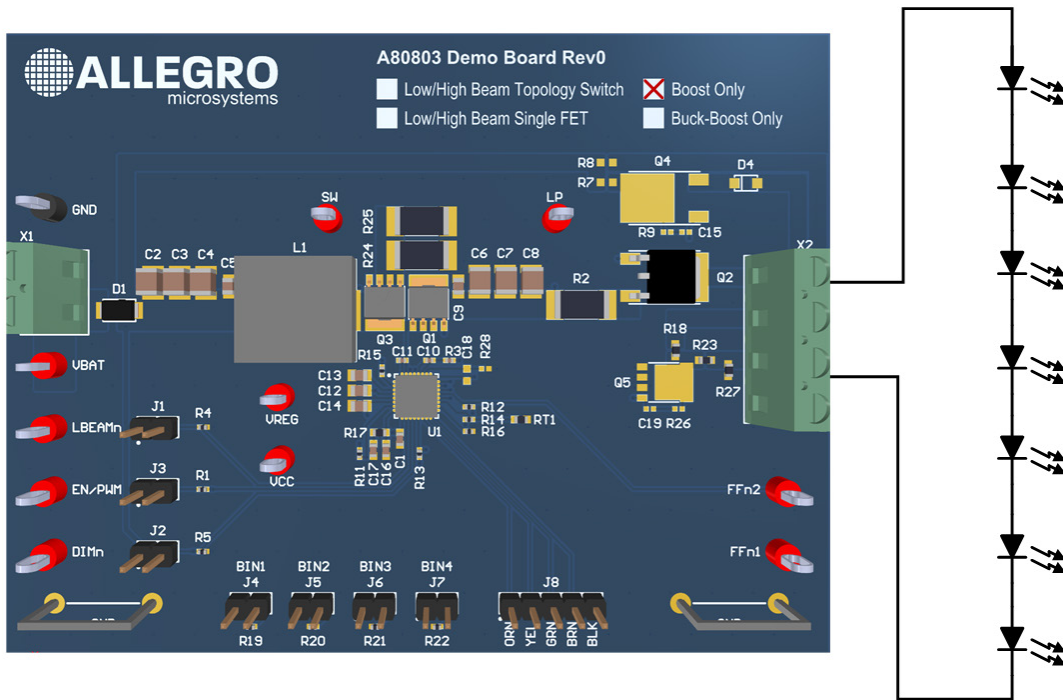 ALLEGRO
microsystems
A80803 Demo Board Rev0
Low/High Beam Topology Switch
Boost Only
Low/High Beam Single FET
Buck-Boost Only
R8
R7
Q4
D4
GND
SW
LP
R25
R24
R9
C15
X1
X2
C2
C3
C4
C5
L1
C6
C7
C8
R2
Q2
D1
C9
Q3
Q1
R15
C11
C10
R3
C18
R28
R18
R23
R27
Q5
C19
R26
VBAT
C13
C12
C14
VREG
U1
R12
R14
R16
RT1
J1
R4
LBEAMn
R17
R11
C17
C16
C1
R13
VCC
J3
R1
EN/PWM
FFn2
J2
R5
DIMn
FFn1
BIN1
J4
R19
BIN2
J5
R20
BIN3
J6
R21
BIN4
J7
R22
J8
ORN
YEL
GRN
BRN
BLK